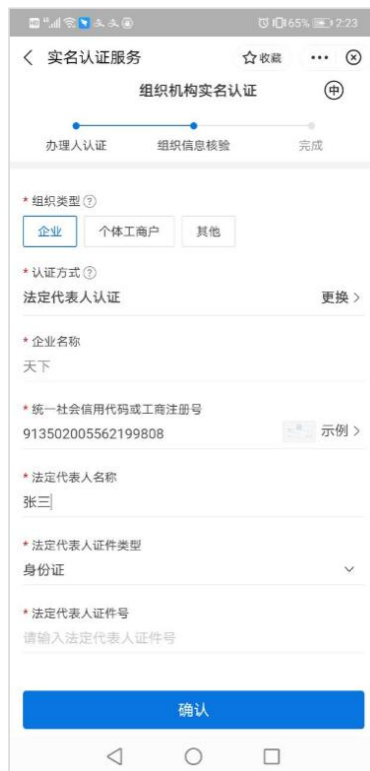 65% 2:23
实名认证服务 收藏
组织机构实名认证 中
办理人认证 组织信息核验 完成
* 组织类型 ?
企业 个体工商户 其他
* 认证方式 ?
法定代表人认证 更换 >
* 企业名称
天下
* 统一社会信用代码或工商注册号
913502005562199808 示例 >
* 法定代表人名称
张三
* 法定代表人证件类型
身份证
* 法定代表人证件号
请输入法定代表人证件号
确认